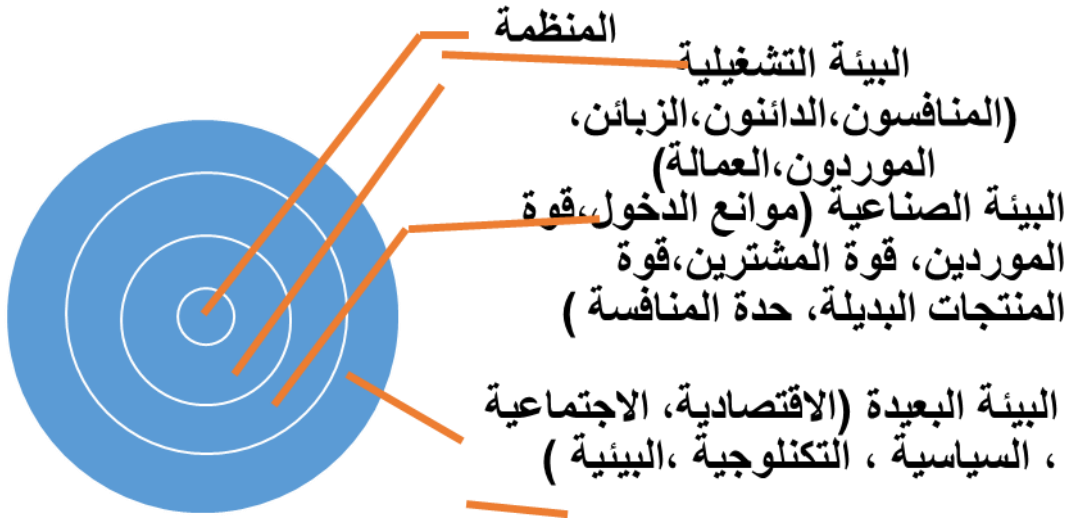 المنظمة
البيئة التشغيلية
(المنافسون،الدائنون،الزبائن،
الموردون،العمالة)
البيئة الصناعية (موانع الدخول،قوة
الموردين، قوة المشترين،قوة
المنتجات البديلة، حدة المنافسة )
البيئة البعيدة (الاقتصادية، الاجتماعية
، السياسية ، التكنلوجية ،البيئية )